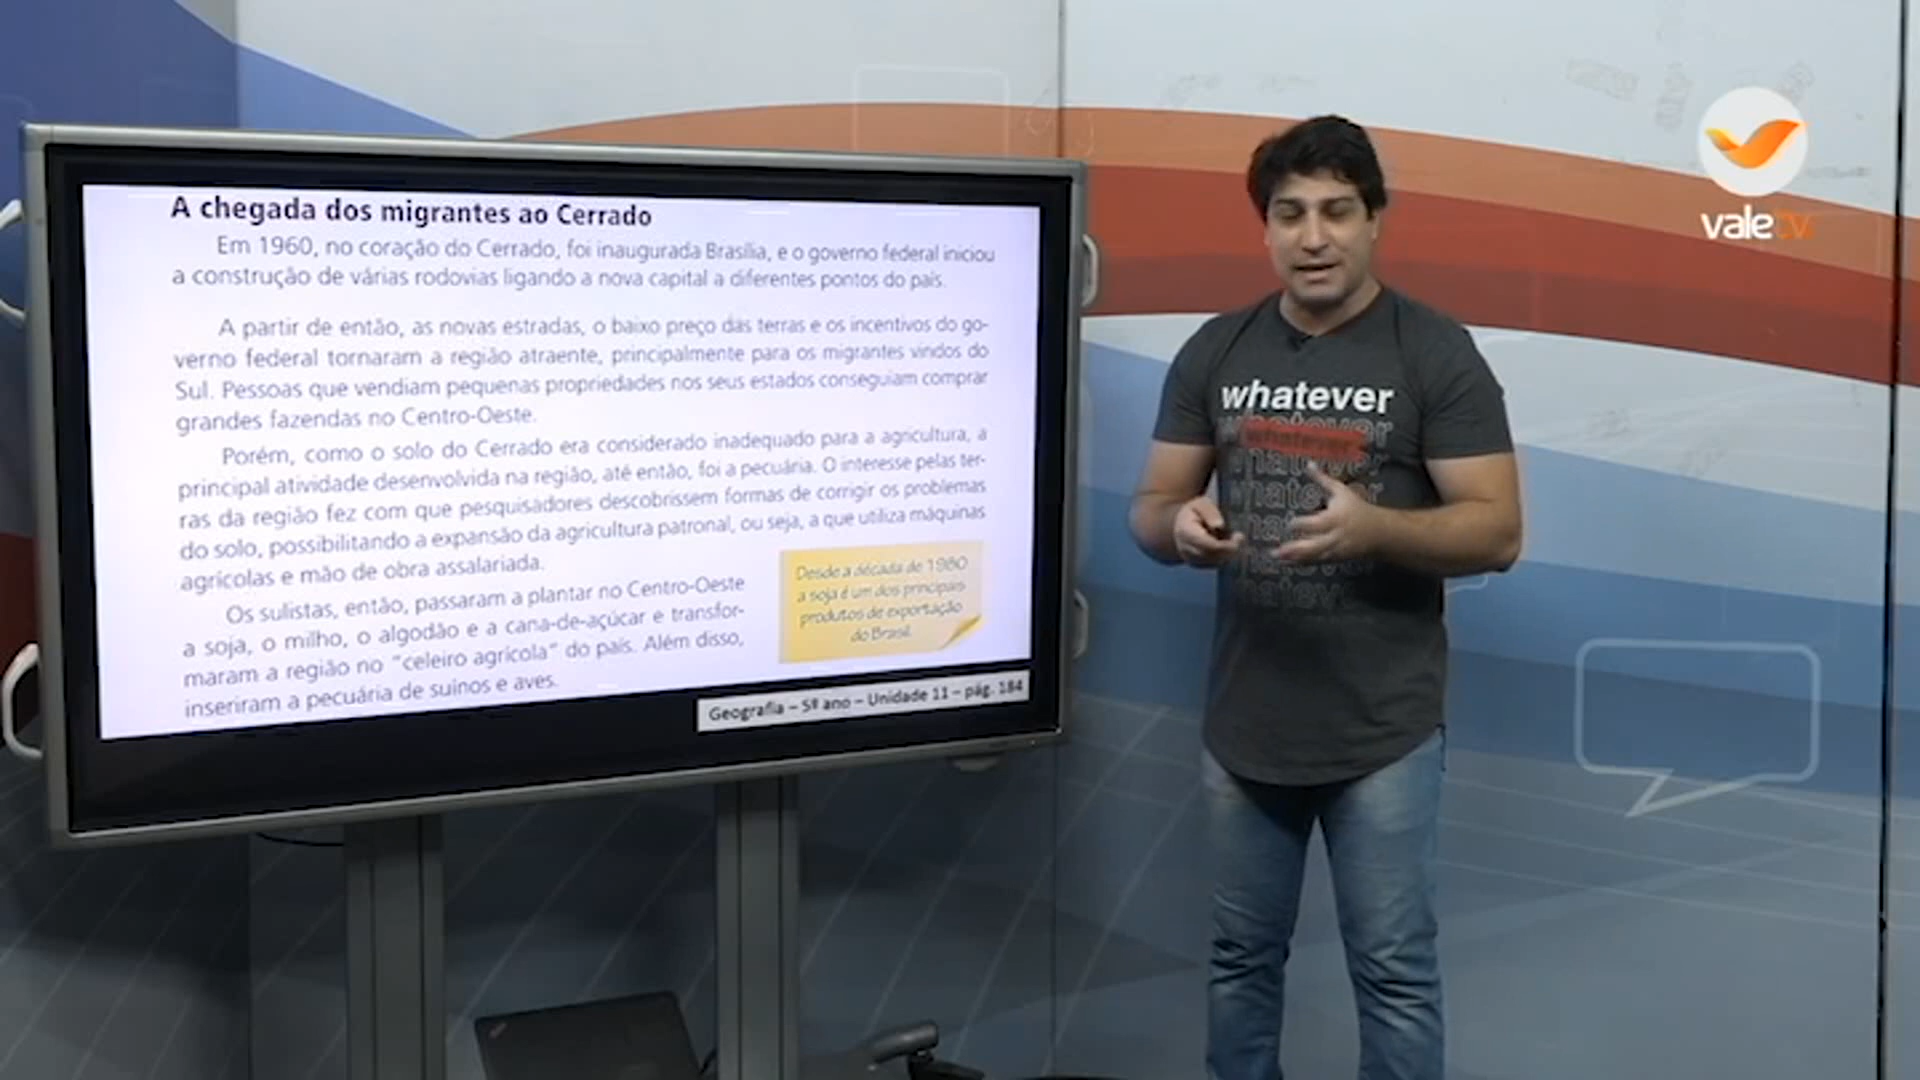 A chegada dos migrantes ao Cerrado
Em 1960, no coração do Cerrado, foi inaugurada Brasília, e o governo federal iniciou
a construção de várias rodovias ligando a nova capital a diferentes pontos do país.
A partir de então, as novas estradas, o baixo preço das terras e os incentivos do go-
verno federal tornaram a região atraente, principalmente para os migrantes vindos do
Sul. Pessoas que vendiam pequenas propriedades nos seus estados conseguiam comprar
grandes fazendas no Centro-Oeste.
Porém, como o solo do Cerrado era considerado inadequado para a agricultura, a
principal atividade desenvolvida na região, até então, foi a pecuária. O interesse pelas ter-
ras da região fez com que pesquisadores descobrissem formas de corrigir os problemas
do solo, possibilitando a expansão da agricultura patronal, ou seja, a que utiliza máquinas
agrícolas e mão de obra assalariada.
Os sulistas, então, passaram a plantar no Centro-Oeste
a soja, o milho, o algodão e a cana-de-açúcar e transfor-
maram a região no "celeiro agrícola" do país. Além disso,
inseriram a pecuária de suínos e aves.
Desde a década de 1980
a soja é um dos principais
produtos de exportação
do Brasil.
Geografia – 5º ano – Unidade 11 – pág. 184
whatever
whatever
whatever
whatever
whatever
whatever
whatever
whatever
valetv